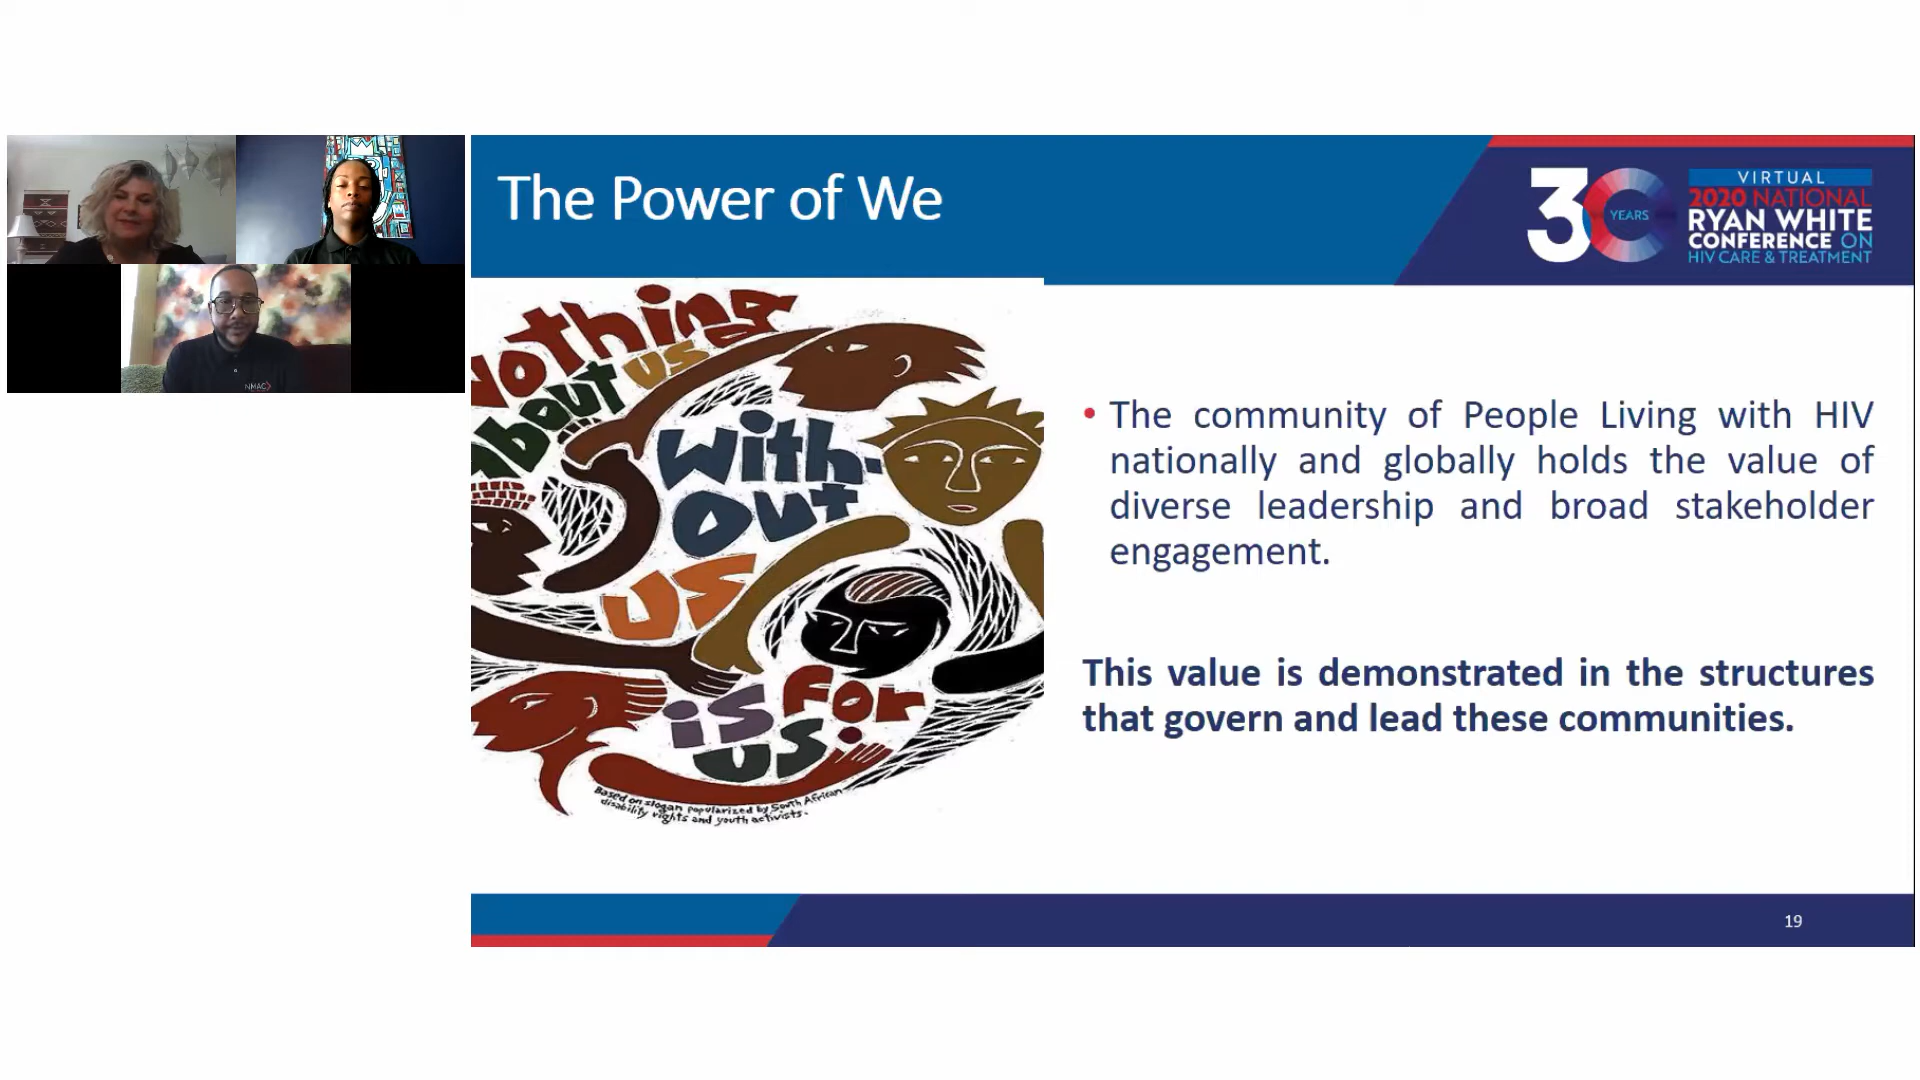 The Power of We
3O
YEARS
VIRTUAL
2020 NATIONAL
RYAN WHITE
CONFERENCE ON
HIV CARE & TREATMENT
NMAC
Nothing
About us
with-
out
us
is for
us.
Based on slogan popularized by South African
disability rights and youth activists.
• The community of People Living with HIV
nationally and globally holds the value of
diverse leadership and broad stakeholder
engagement.
This value is demonstrated in the structures
that govern and lead these communities.
19